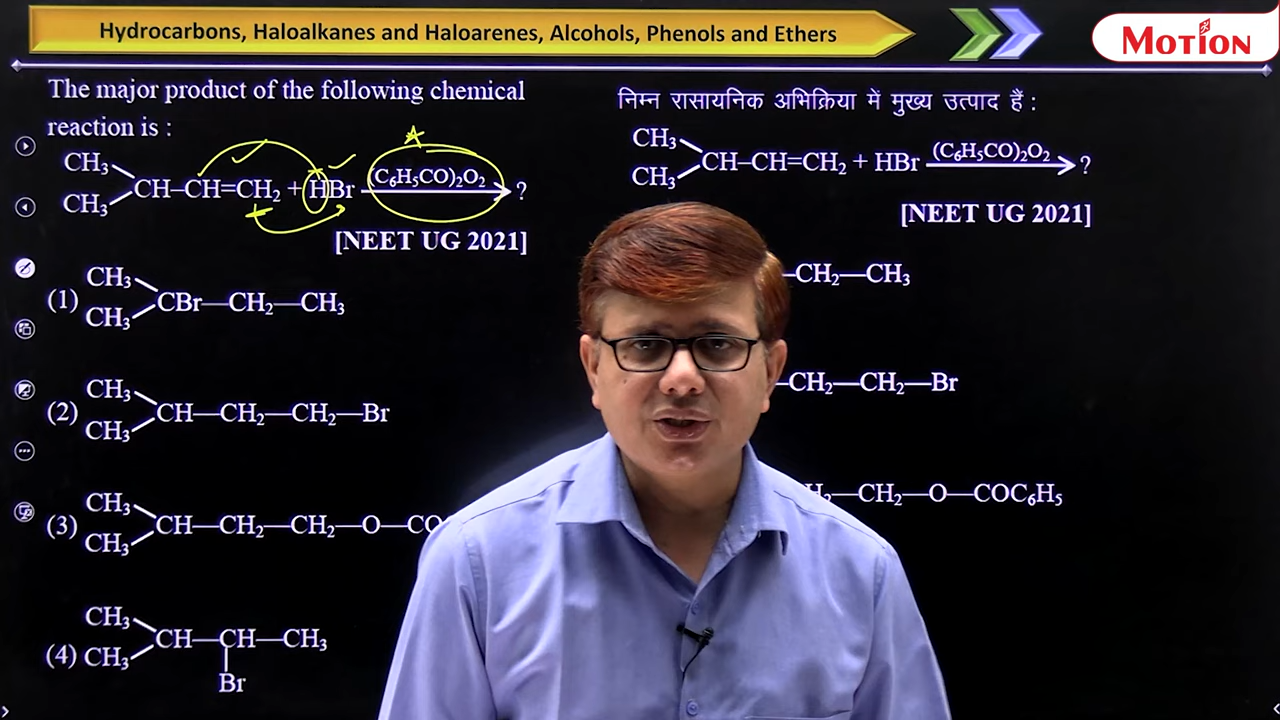 Hydrocarbons, Haloalkanes and Haloarenes, Alcohols, Phenols and Ethers
MOTION
The major product of the following chemical
reaction is :
CH₃
CH₃
CH–CH=CH₂ + HBr (C₆H₅CO)₂O₂ ?
[NEET UG 2021]
(1) CH₃
CH₃
CBr—CH₂—CH₃
(2) CH₃
CH₃
CH—CH₂—CH₂—Br
(3) CH₃
CH₃
CH—CH₂—CH₂—O—CO
(4) CH₃
CH₃
CH—CH—CH₃
Br
निम्न रासायनिक अभिक्रिया में मुख्य उत्पाद हैं :
CH₃
CH₃
CH–CH=CH₂ + HBr (C₆H₅CO)₂O₂ ?
[NEET UG 2021]
–CH₂—CH₃
–CH₂—CH₂—Br
H₂—CH₂—O—COC₆H₅